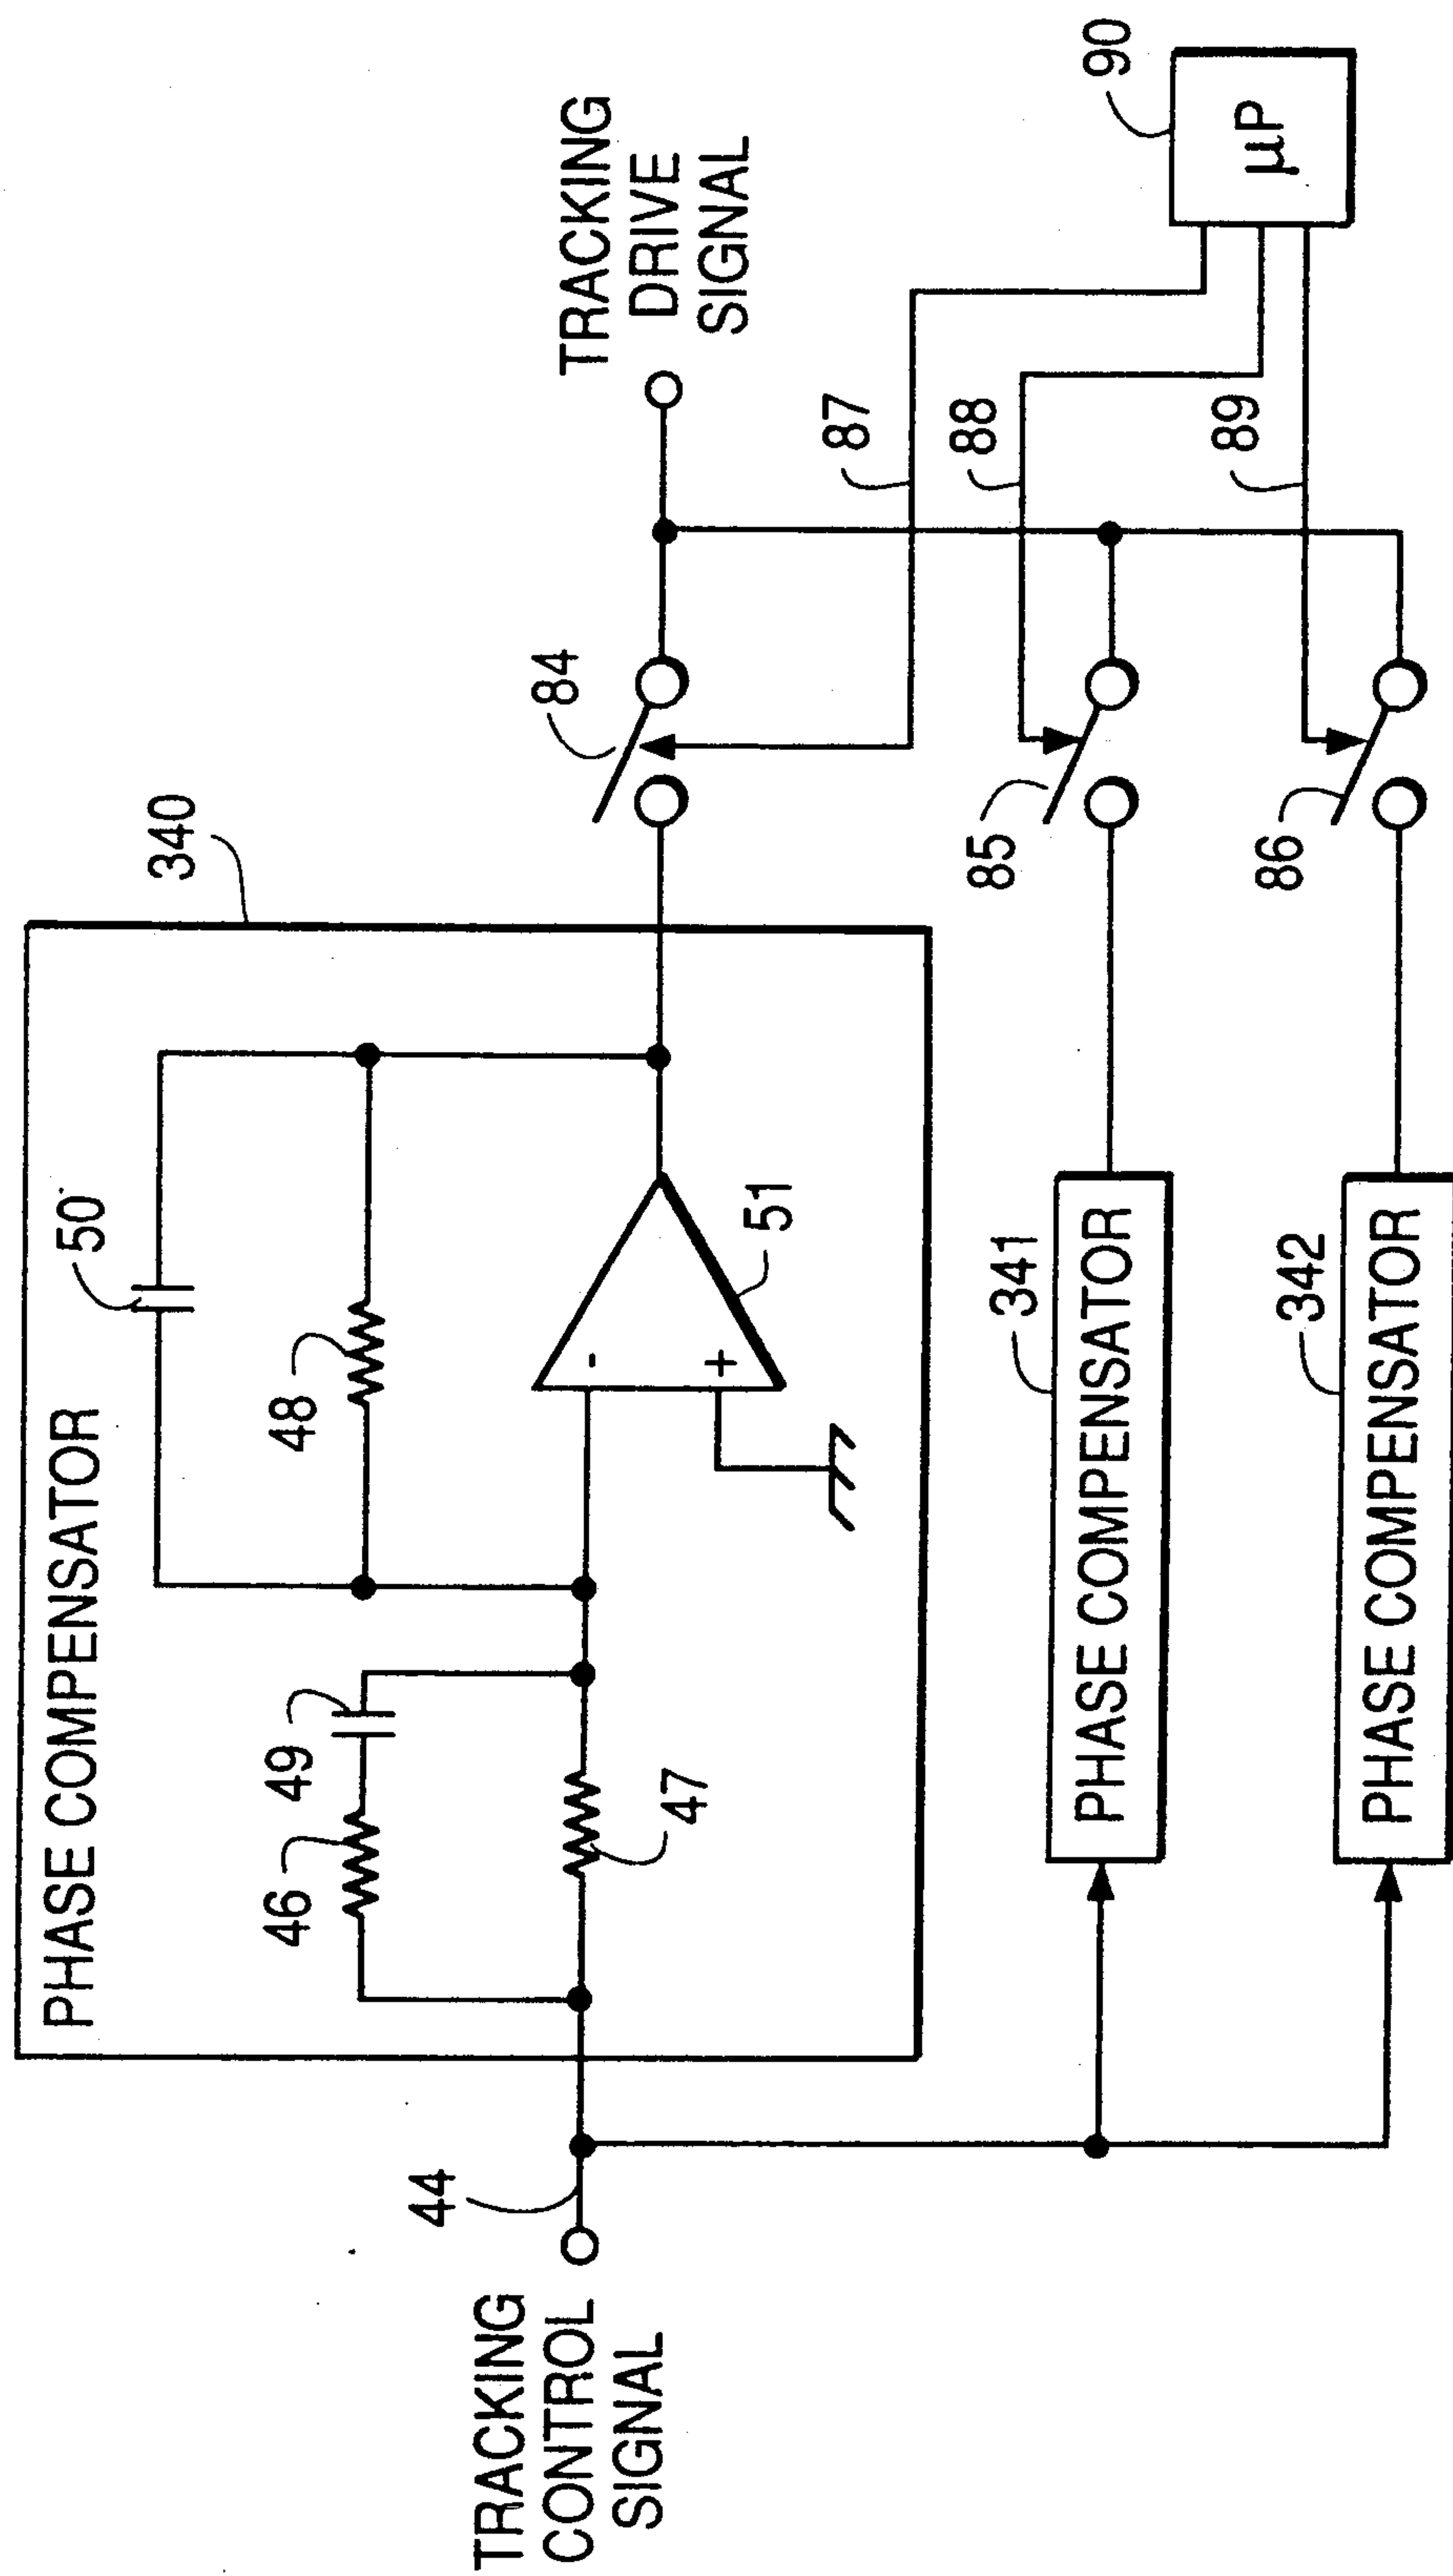 PHASE COMPENSATOR
340
50
48
46
49
47
-
+
51
44
TRACKING
CONTROL
SIGNAL
84
TRACKING
DRIVE
SIGNAL
87
88
89
90
µP
341
PHASE COMPENSATOR
85
342
PHASE COMPENSATOR
86